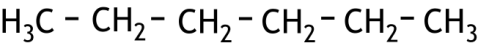 H₃C – CH₂ – CH₂ – CH₂ – CH₂ – CH₃